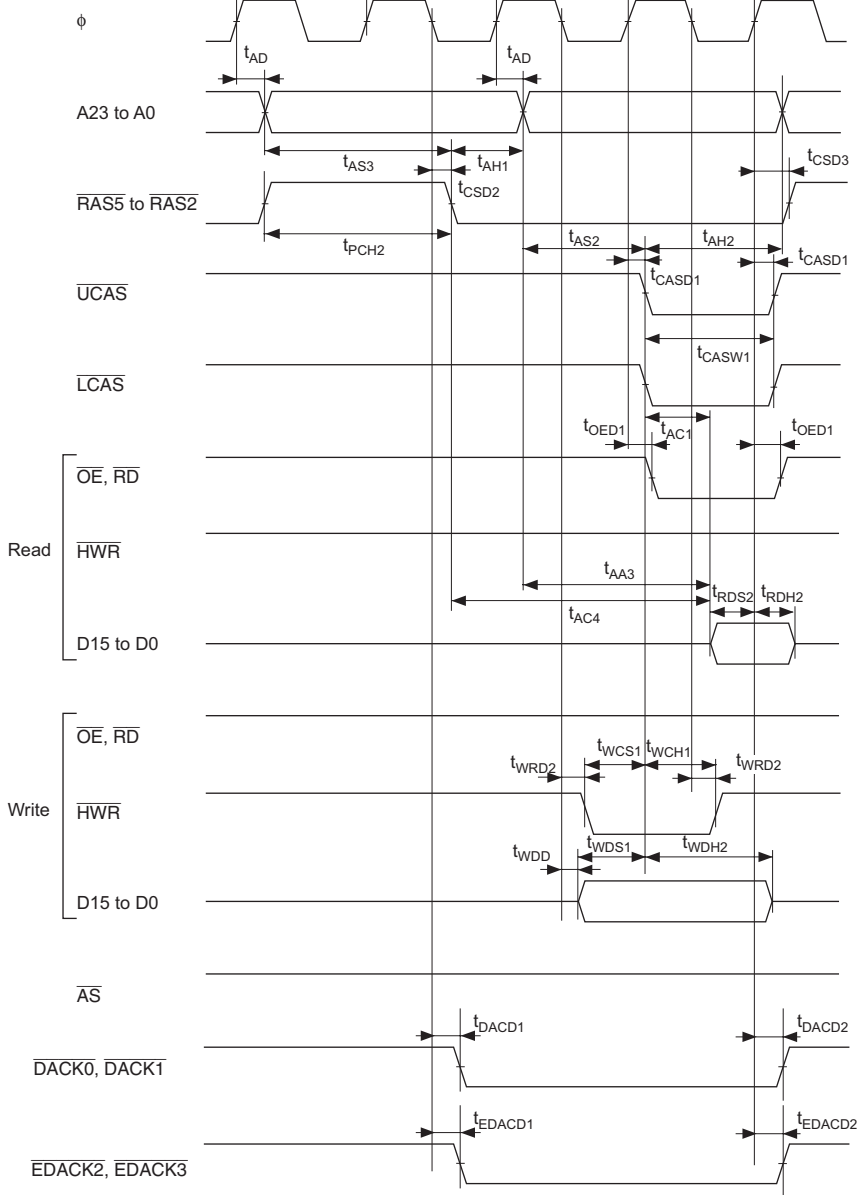 φ
tAD tAD
A23 to A0
tAS3 tAH1 tCSD3
tCSD2
RAS5 to RAS2
tPCH2 tAS2 tAH2
tCASD1 tCASD1
UCAS
tCASW1
LCAS
tOED1 tAC1 tOED1
OE, RD
Read
HWR
tAA3
tRDS2 tRDH2
tAC4
D15 to D0
OE, RD
tWCS1 tWCH1
tWRD2 tWRD2
Write
HWR
tWDD tWDS1 tWDH2
D15 to D0
AS
tDACD1 tDACD2
DACK0, DACK1
tEDACD1 tEDACD2
EDACK2, EDACK3